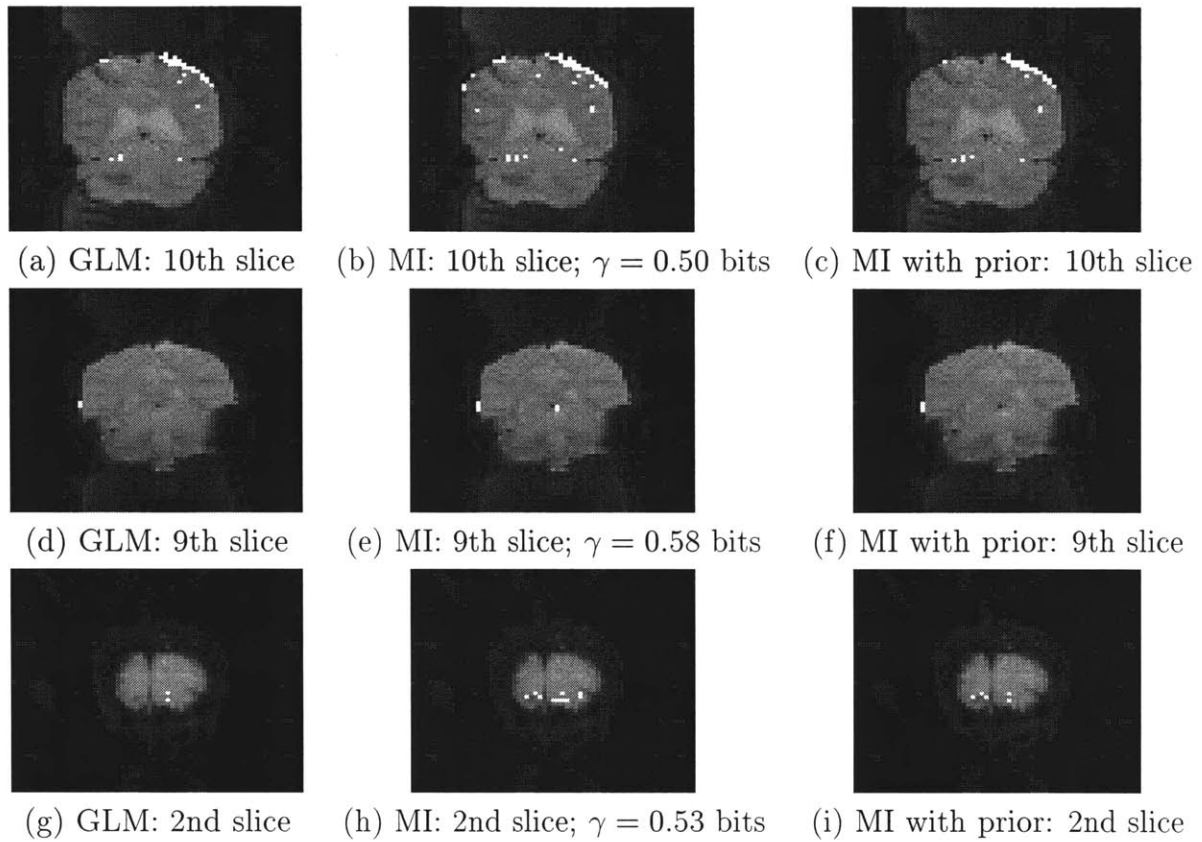 (a) GLM: 10th slice
(b) MI: 10th slice; γ = 0.50 bits
(c) MI with prior: 10th slice
(d) GLM: 9th slice
(e) MI: 9th slice; γ = 0.58 bits
(f) MI with prior: 9th slice
(g) GLM: 2nd slice
(h) MI: 2nd slice; γ = 0.53 bits
(i) MI with prior: 2nd slice